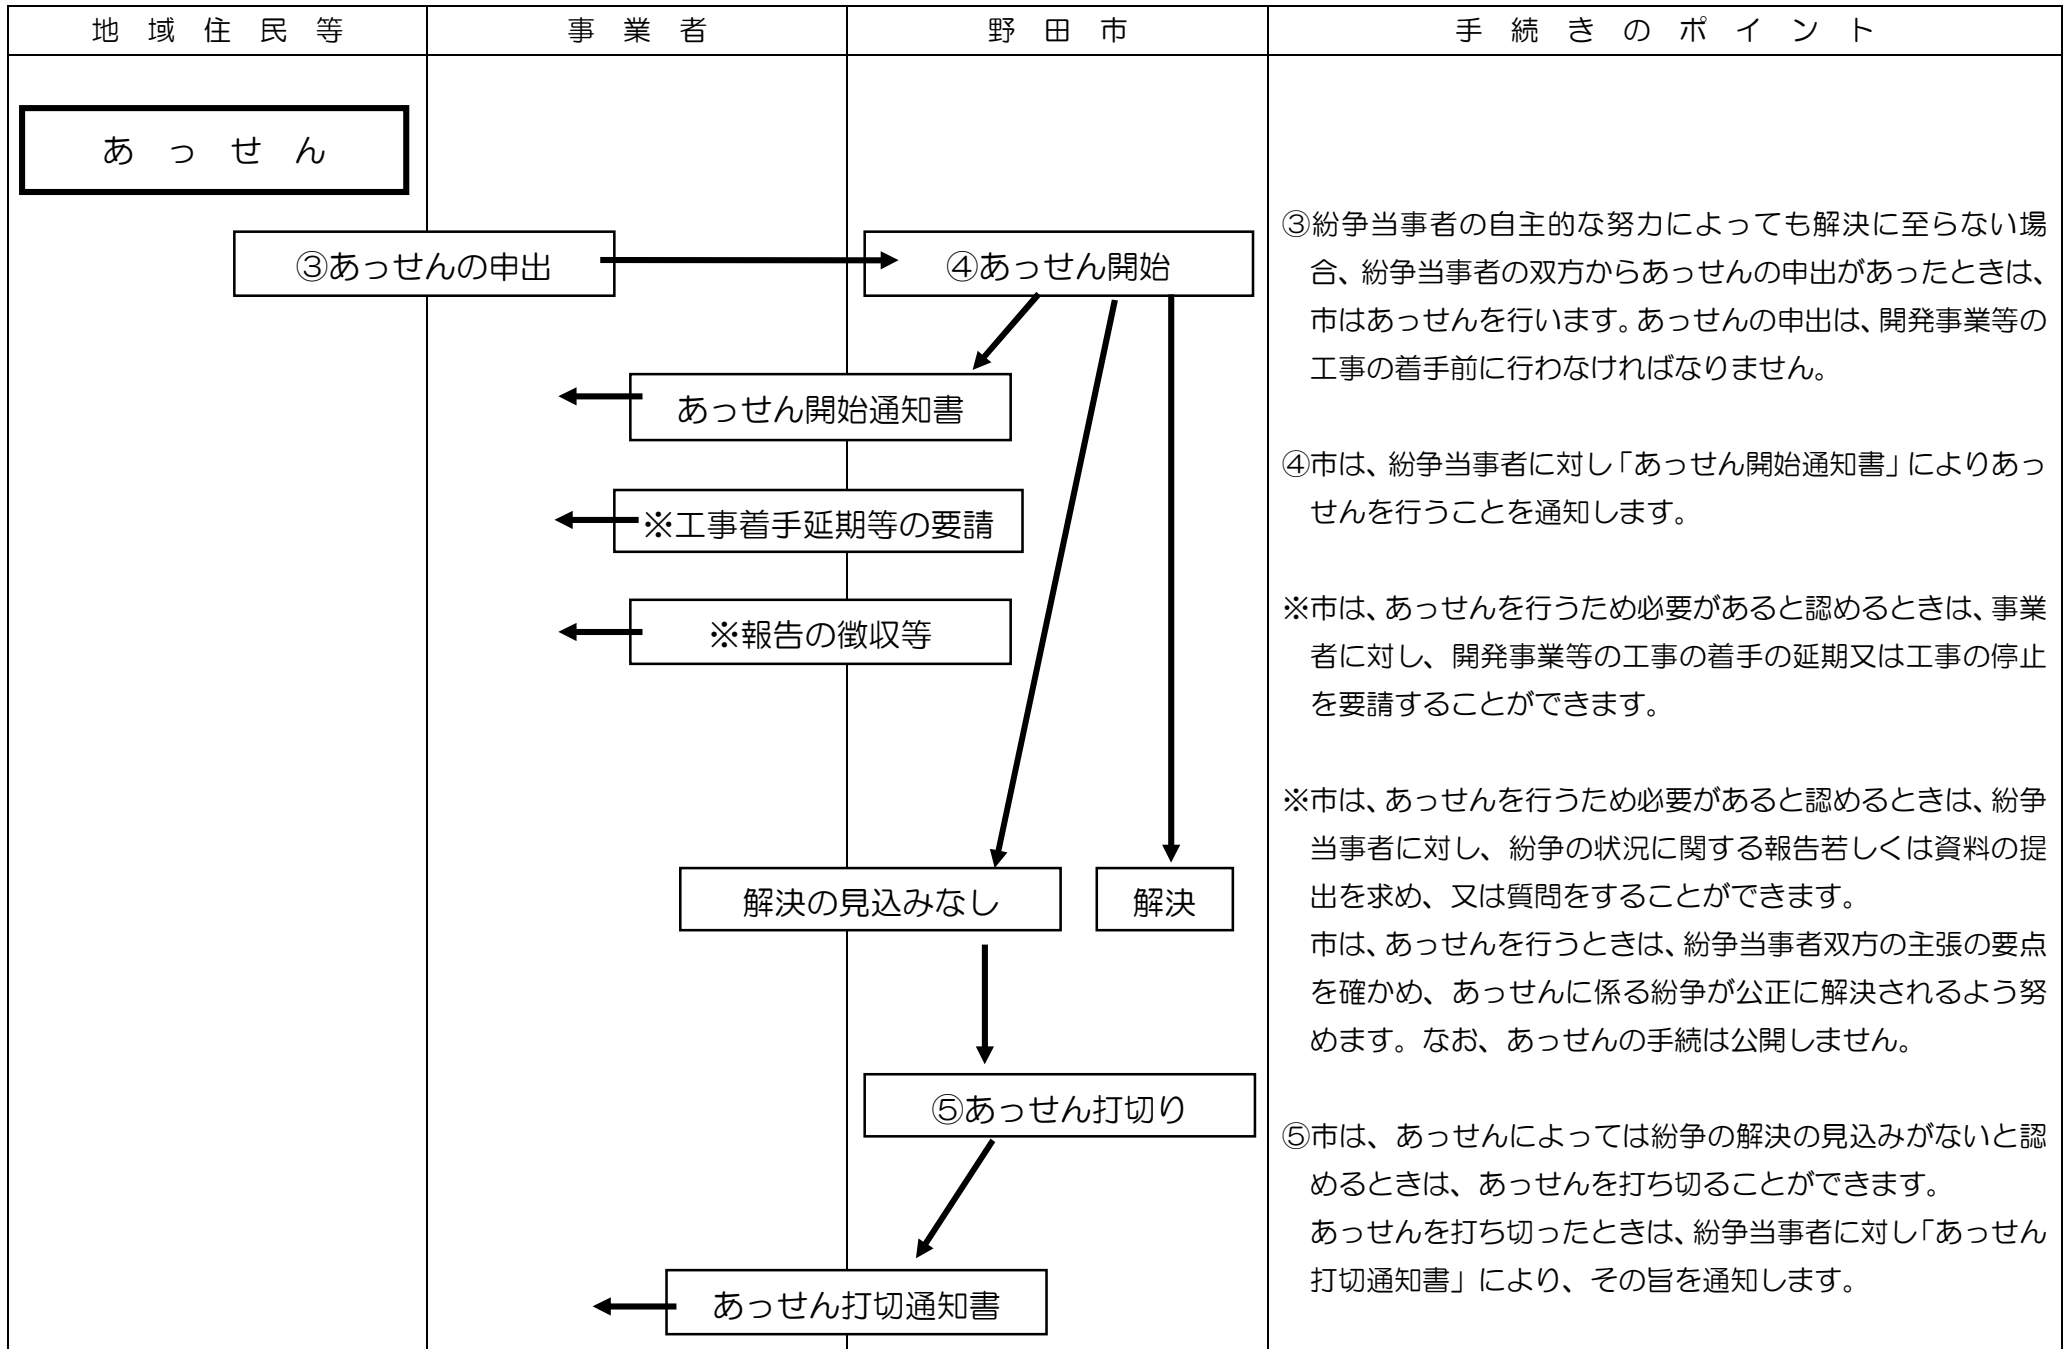 地域住民等
事業者
野田市
手続きのポイント
あっせん
③あっせんの申出
④あっせん開始
あっせん開始通知書
※工事着手延期等の要請
※報告の徴収等
解決の見込みなし
解決
⑤あっせん打切り
あっせん打切通知書
③紛争当事者の自主的な努力によっても解決に至らない場
合、紛争当事者の双方からあっせんの申出があったときは、
市はあっせんを行います。あっせんの申出は、開発事業等の
工事の着手前に行わなければなりません。
④市は、紛争当事者に対し「あっせん開始通知書」によりあっ
せんを行うことを通知します。
※市は、あっせんを行うため必要があると認めるときは、事業
者に対し、開発事業等の工事の着手の延期又は工事の停止
を要請することができます。
※市は、あっせんを行うため必要があると認めるときは、紛争
当事者に対し、紛争の状況に関する報告若しくは資料の提
出を求め、又は質問をすることができます。
市は、あっせんを行うときは、紛争当事者双方の主張の要点
を確かめ、あっせんに係る紛争が公正に解決されるよう努
めます。なお、あっせんの手続は公開しません。
⑤市は、あっせんによっては紛争の解決の見込みがないと認
めるときは、あっせんを打ち切ることができます。
あっせんを打ち切ったときは、紛争当事者に対し「あっせん
打切通知書」により、その旨を通知します。